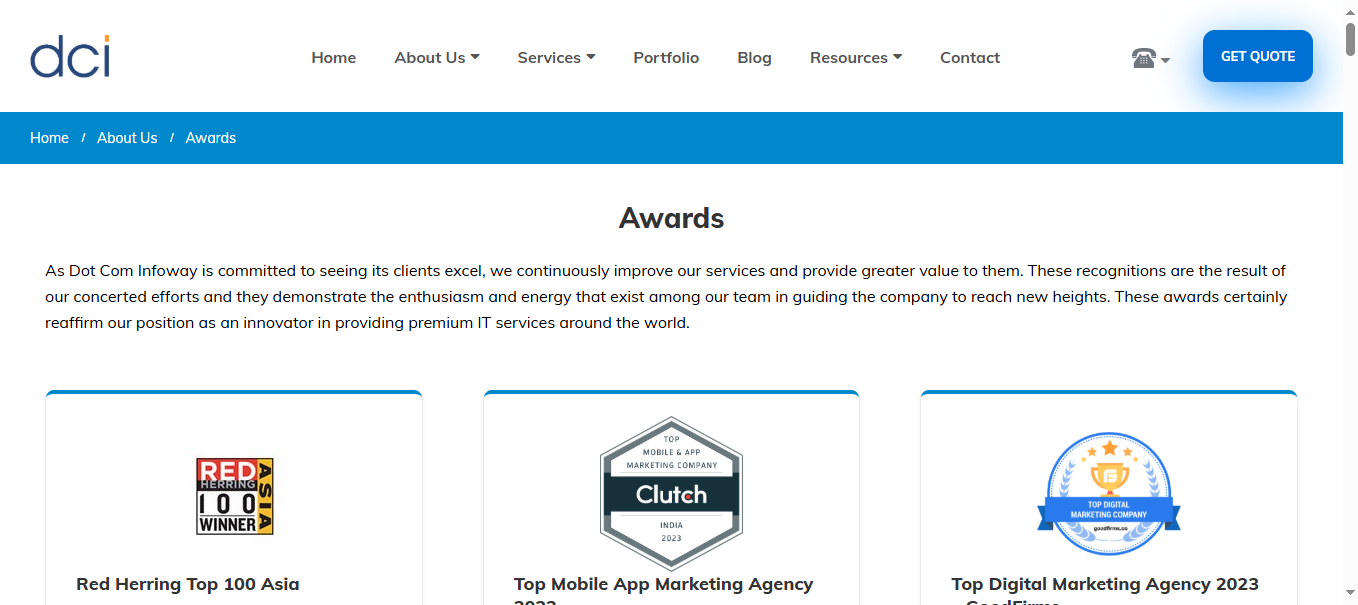 dci
Home
About Us
Services
Portfolio
Blog
Resources
Contact
GET QUOTE
Home / About Us / Awards
Awards
As Dot Com Infoway is committed to seeing its clients excel, we continuously improve our services and provide greater value to them. These recognitions are the result of
our concerted efforts and they demonstrate the enthusiasm and energy that exist among our team in guiding the company to reach new heights. These awards certainly
reaffirm our position as an innovator in providing premium IT services around the world.
RED
HERRING
100
WINNER
ASIA
Red Herring Top 100 Asia
TOP
MOBILE & APP
MARKETING COMPANY
Clutch
INDIA
2023
Top Mobile App Marketing Agency
2023
TOP DIGITAL
MARKETING COMPANY
goodfirms.co
Top Digital Marketing Agency 2023
- GoodFirms